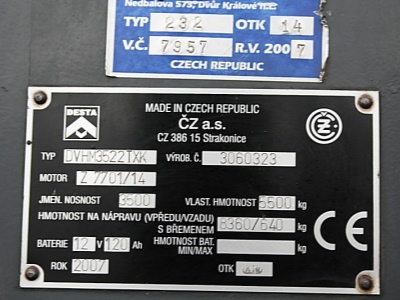 Nedbalova 573, Dvůr Králové n.L.
TYP 232 OTK 14
V.Č. 7957 R.V. 2007
CZECH REPUBLIC
DESTA
MADE IN CZECH REPUBLIC
ČZ a.s.
CZ 386 15 Strakonice
TYP DVHM3522TXK VÝROB. Č. 3060323
MOTOR Z 7701/14
JMEN. NOSNOST 3500 VLAST. HMOTNOST 5500 kg
HMOTNOST NA NÁPRAVU (VPŘEDU/VZADU)
S BŘEMENEM 8360/640 kg
BATERIE 12 V 120 Ah HMOTNOST BAT. MIN/MAX kg
ROK 2007 OTK
CE